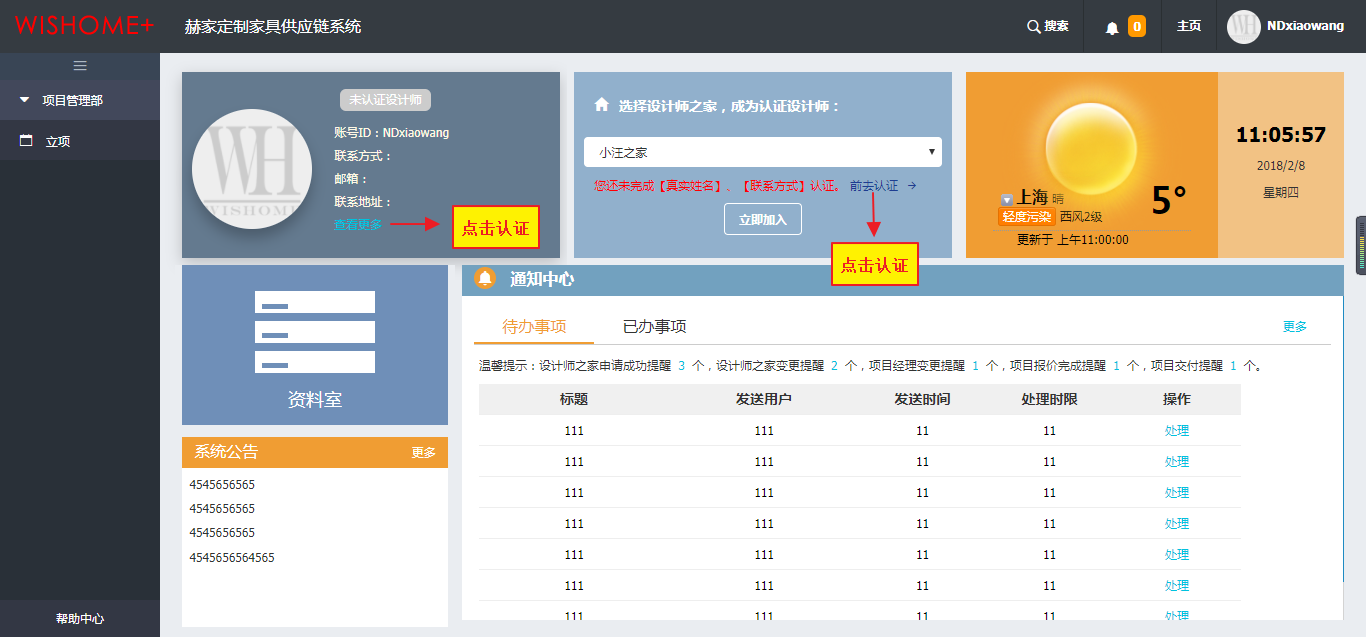 WISHOME+
赫家定制家具供应链系统
搜索
0
主页
NDxiaowang
项目管理部
立项
帮助中心
WH
WISHOME
未认证设计师
账号ID：NDxiaowang
联系方式：
邮箱：
联系地址：
查看更多
点击认证
选择设计师之家，成为认证设计师：
小汪之家
您还未完成【真实姓名】、【联系方式】认证。 前去认证
立即加入
点击认证
上海 晴
轻度污染 西风2级
5°
更新于 上午11:00:00
11:05:57
2018/2/8
星期四
资料室
系统公告 更多
4545656565
4545656565
4545656565
4545656564565
通知中心
待办事项 已办事项 更多
温馨提示：设计师之家申请成功提醒 3 个，设计师之家变更提醒 2 个，项目经理变更提醒 1 个，项目报价完成提醒 1 个，项目交付提醒 1 个。
标题 发送用户 发送时间 处理时限 操作
111 111 11 11 处理
111 111 11 11 处理
111 111 11 11 处理
111 111 11 11 处理
111 111 11 11 处理
111 111 11 11 处理
111 111 11 11 处理